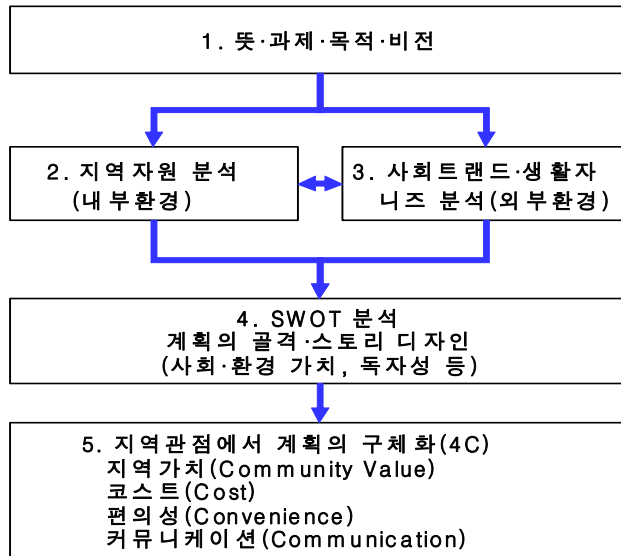 1. 뜻·과제·목적·비전
2. 지역자원 분석
(내부환경)
3. 사회트랜드·생활자
니즈 분석(외부환경)
4. SWOT 분석
계획의 골격·스토리 디자인
(사회·환경 가치, 독자성 등)
5. 지역관점에서 계획의 구체화(4C)
지역가치(Community Value)
코스트(Cost)
편의성(Convenience)
커뮤니케이션(Communication)